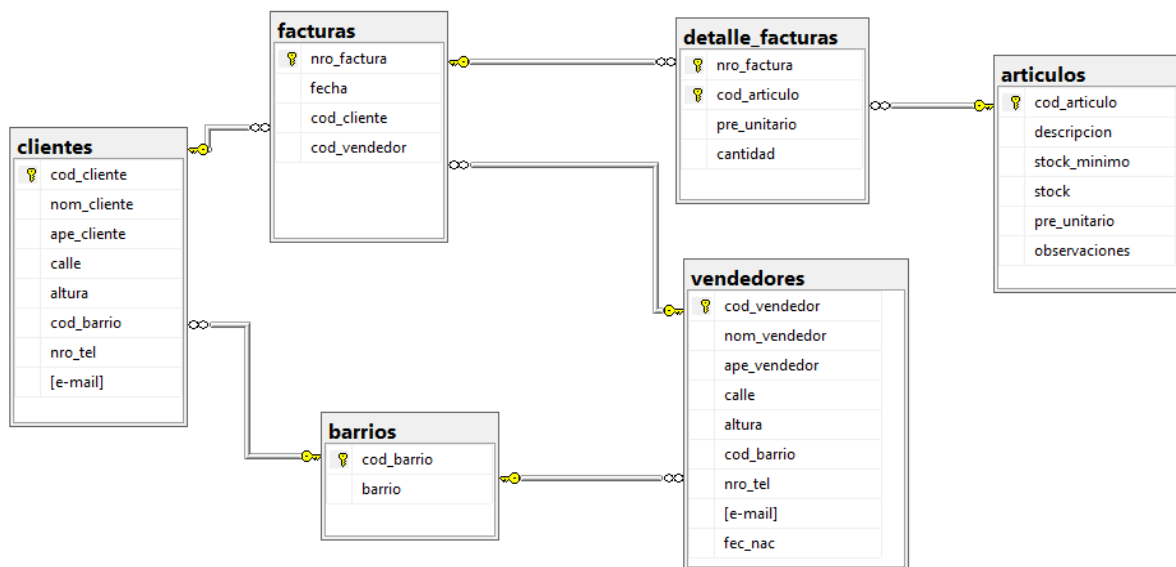 facturas
nro_factura
fecha
cod_cliente
cod_vendedor
detalle_facturas
nro_factura
cod_articulo
pre_unitario
cantidad
articulos
cod_articulo
descripcion
stock_minimo
stock
pre_unitario
observaciones
clientes
cod_cliente
nom_cliente
ape_cliente
calle
altura
cod_barrio
nro_tel
[e-mail]
vendedores
cod_vendedor
nom_vendedor
ape_vendedor
calle
altura
cod_barrio
nro_tel
[e-mail]
fec_nac
barrios
cod_barrio
barrio